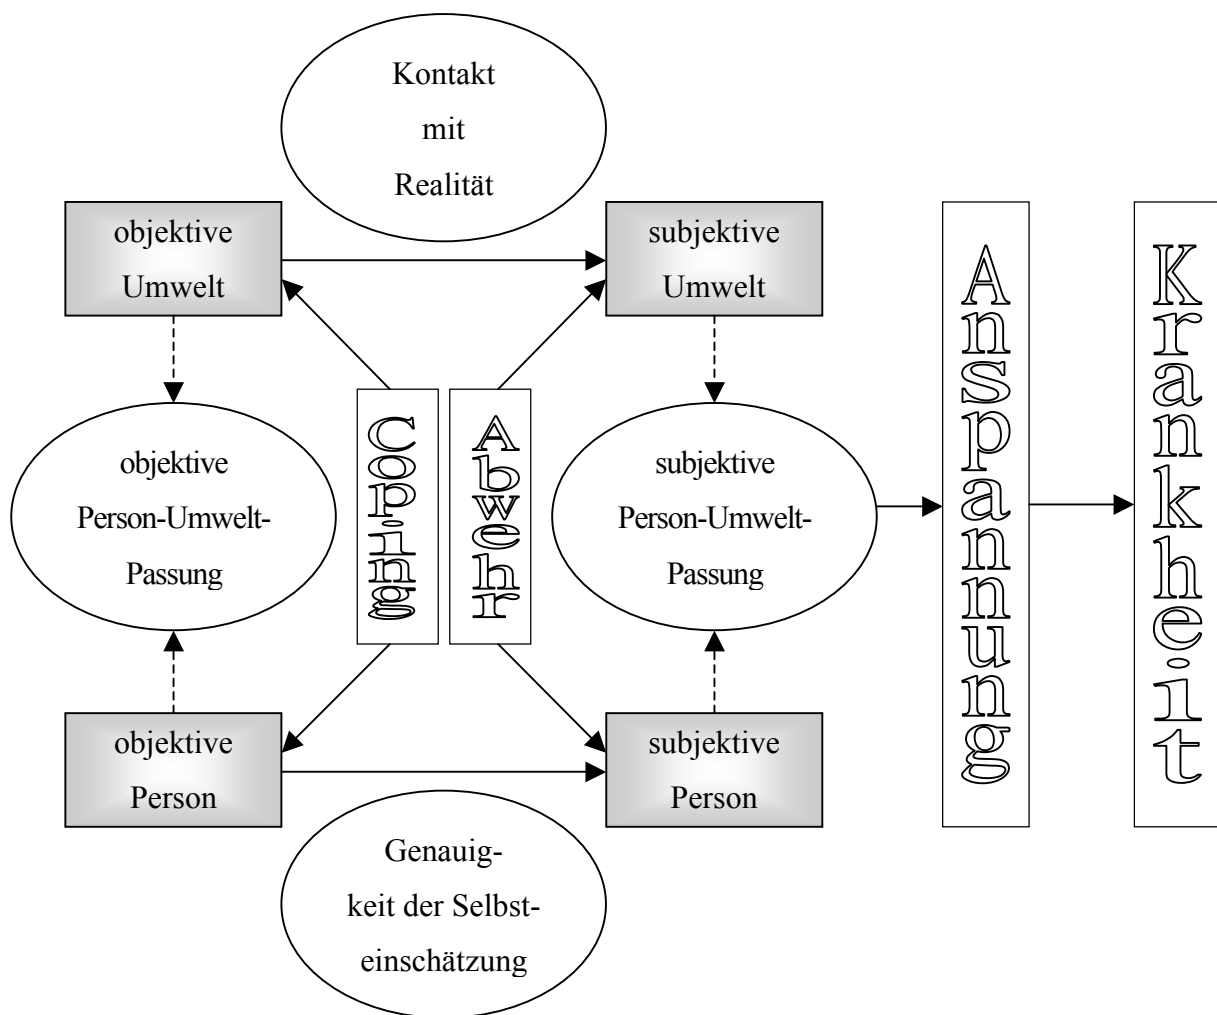 Kontakt
mit
Realität
objektive
Umwelt
subjektive
Umwelt
objektive
Person-Umwelt-
Passung
Coping
Abwehr
subjektive
Person-Umwelt-
Passung
Anspannung
Krankheit
objektive
Person
subjektive
Person
Genauig-
keit der Selbst-
einschätzung